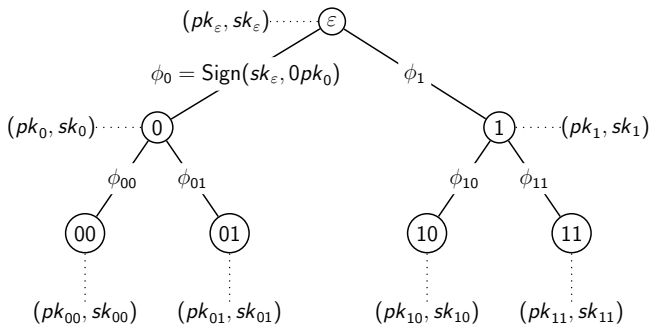 (pk_ε, sk_ε) ε
ϕ_0 = Sign(sk_ε, 0pk_0) ϕ_1
(pk_0, sk_0) 0 1 (pk_1, sk_1)
ϕ_00 ϕ_01 ϕ_10 ϕ_11
00 01 10 11
(pk_00, sk_00) (pk_01, sk_01) (pk_10, sk_10) (pk_11, sk_11)